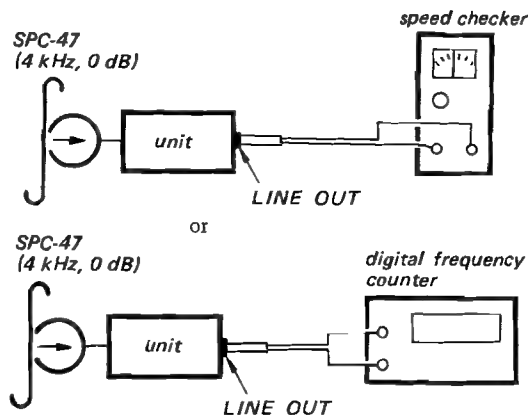 speed checker
SPC-47
(4 kHz, 0 dB)
unit
LINE OUT
or
SPC-47
(4 kHz, 0 dB)
digital frequency
counter
unit
LINE OUT